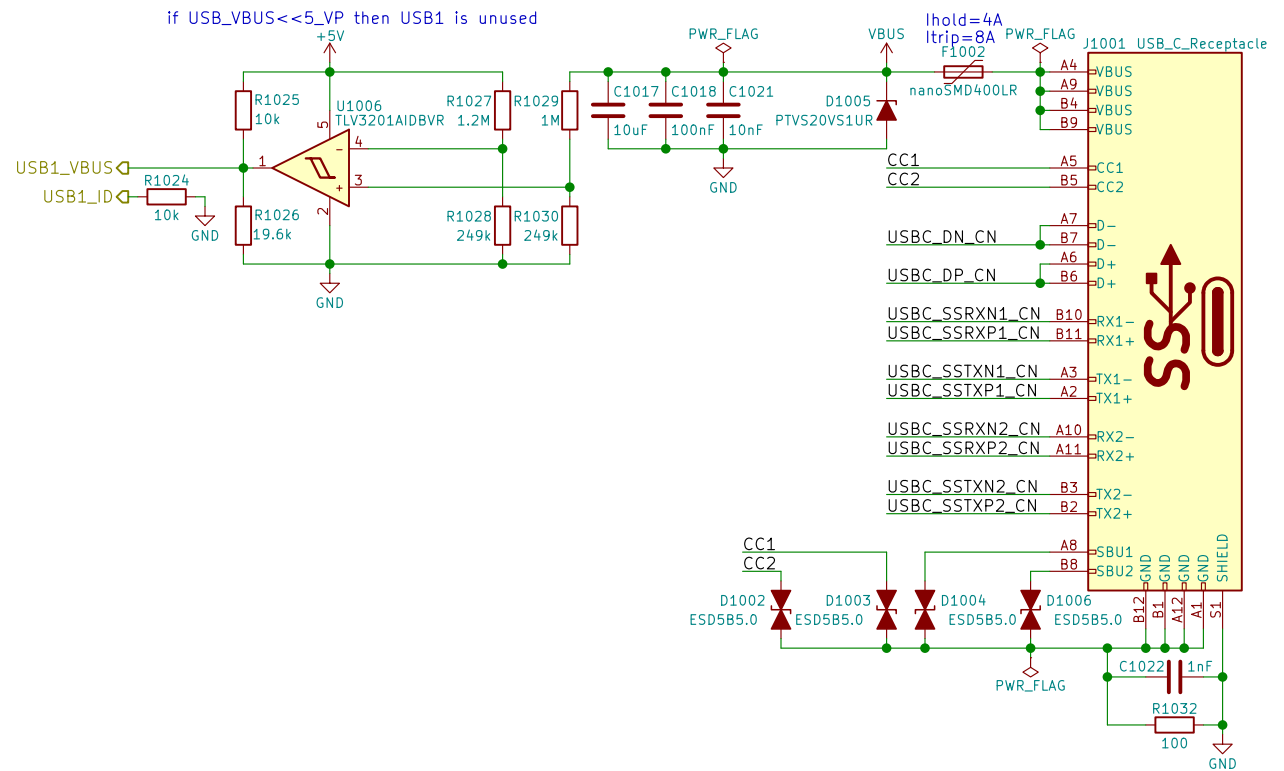 if USB_VBUS<<5_VP then USB1 is unused
+5V
R1025
10k
U1006
TLV3201AIDBVR
5
4
-
3
+
1
2
USB1_VBUS
USB1_ID
R1024
10k
GND
R1026
19.6k
GND
R1027
1.2M
R1028
249k
R1029
1M
R1030
249k
PWR_FLAG
C1017
10uF
C1018
100nF
C1021
10nF
GND
VBUS
D1005
PTVS20VS1UR
Ihold=4A
Itrip=8A
F1002
nanoSMD400LR
PWR_FLAG
J1001 USB_C_Receptacle
A4 VBUS
A9 VBUS
B4 VBUS
B9 VBUS
CC1 A5 CC1
CC2 B5 CC2
A7 D-
USBC_DN_CN B7 D-
A6 D+
USBC_DP_CN B6 D+
USBC_SSRXN1_CN B10 RX1-
USBC_SSRXP1_CN B11 RX1+
USBC_SSTXN1_CN A3 TX1-
USBC_SSTXP1_CN A2 TX1+
USBC_SSRXN2_CN A10 RX2-
USBC_SSRXP2_CN A11 RX2+
USBC_SSTXN2_CN B3 TX2-
USBC_SSTXP2_CN B2 TX2+
A8 SBU1
B8 SBU2
SS
GND
GND
GND
GND
SHIELD
B12
B1
A12
A1
S1
CC1
CC2
D1002
ESD5B5.0
D1003
ESD5B5.0
D1004
ESD5B5.0
D1006
ESD5B5.0
PWR_FLAG
C1022
1nF
R1032
100
GND